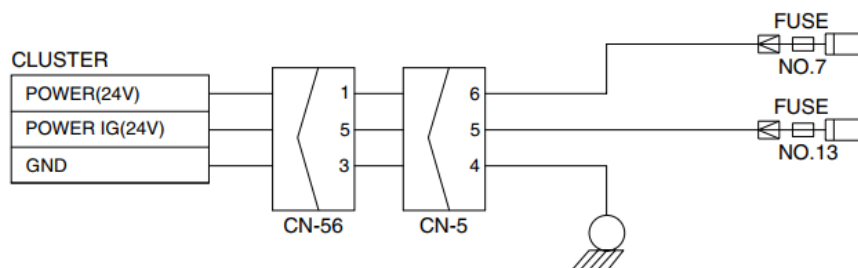 FUSE
CLUSTER
NO.7
POWER(24V) 1 6
FUSE
POWER IG(24V) 5 5
NO.13
GND 3 4
CN-56 CN-5